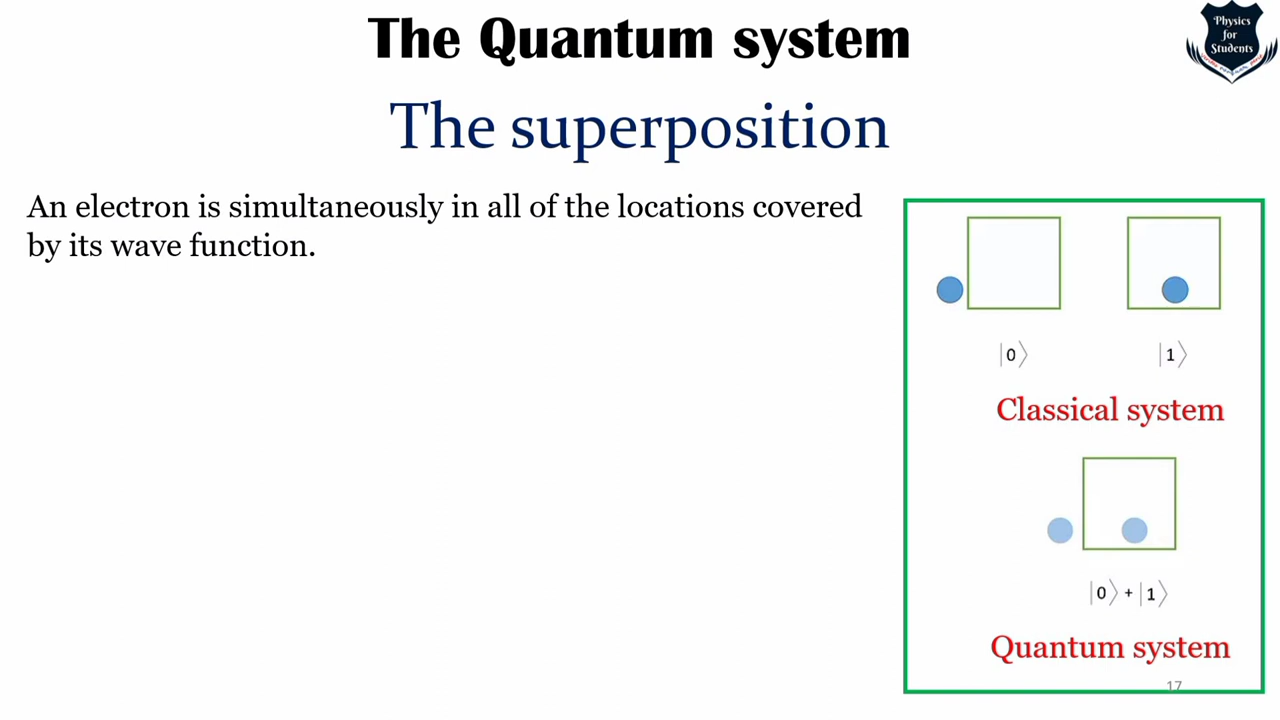 The Quantum system
Physics
for
Students
The superposition
An electron is simultaneously in all of the locations covered
by its wave function.
|0⟩
|1⟩
Classical system
|0⟩ + |1⟩
Quantum system
17